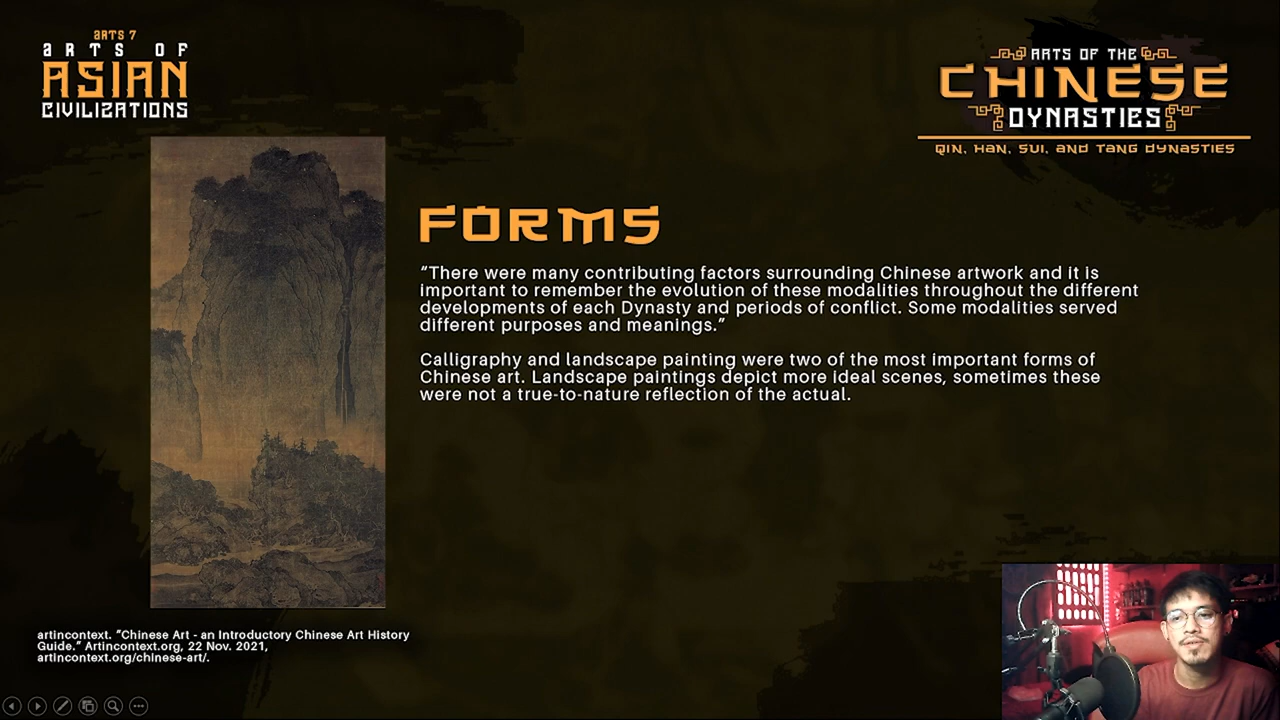 ARTS 7
ARTS OF
ASIAN
CIVILIZATIONS
ARTS OF THE
CHINESE
DYNASTIES
QIN, HAN, SUI, AND TANG DYNASTIES
FORMS
"There were many contributing factors surrounding Chinese artwork and it is
important to remember the evolution of these modalities throughout the different
developments of each Dynasty and periods of conflict. Some modalities served
different purposes and meanings."
Calligraphy and landscape painting were two of the most important forms of
Chinese art. Landscape paintings depict more ideal scenes, sometimes these
were not a true-to-nature reflection of the actual.
artincontext. "Chinese Art - an Introductory Chinese Art History
Guide." Artincontext.org, 22 Nov. 2021,
artincontext.org/chinese-art/.